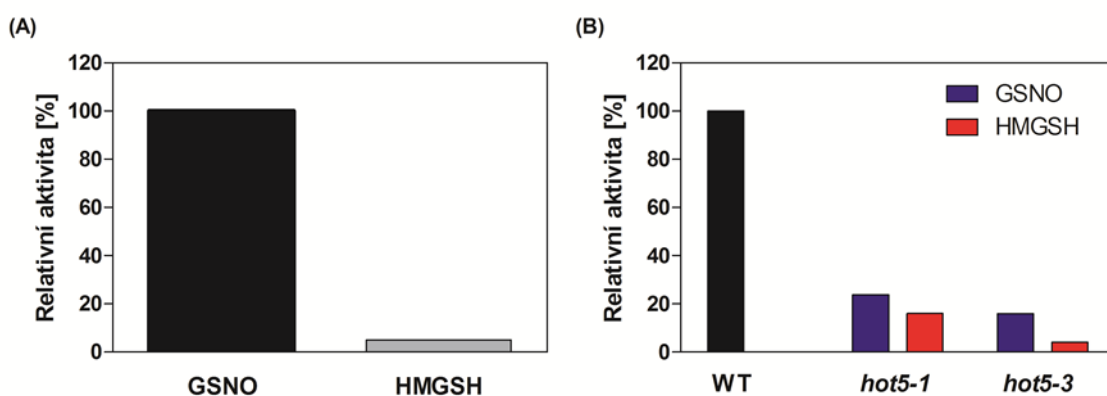 (A)
Relativní aktivita [%]
120
100
80
60
40
20
0
GSNO HMGSH
(B)
Relativní aktivita [%]
120
100
80
60
40
20
0
GSNO
HMGSH
WT hot5-1 hot5-3